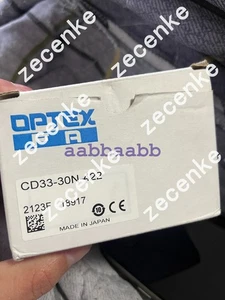 zecenke
zecenke
OPTEX
FA
aabbaabb
CD33-30N-422
zecenke
MADE IN JAPAN
zecenke
zecenke